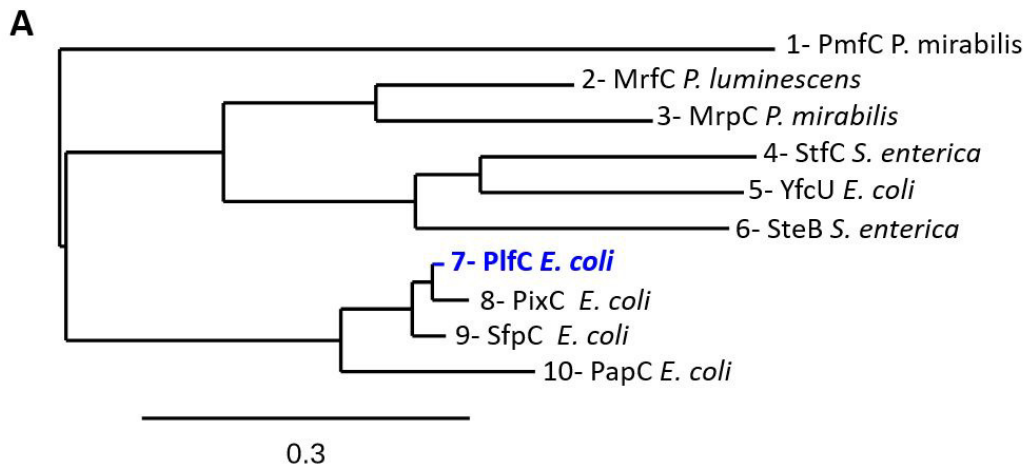 A
1- PmfC P. mirabilis
2- MrfC P. luminescens
3- MrpC P. mirabilis
4- StfC S. enterica
5- YfcU E. coli
6- SteB S. enterica
7- PlfC E. coli
8- PixC E. coli
9- SfpC E. coli
10- PapC E. coli
0.3